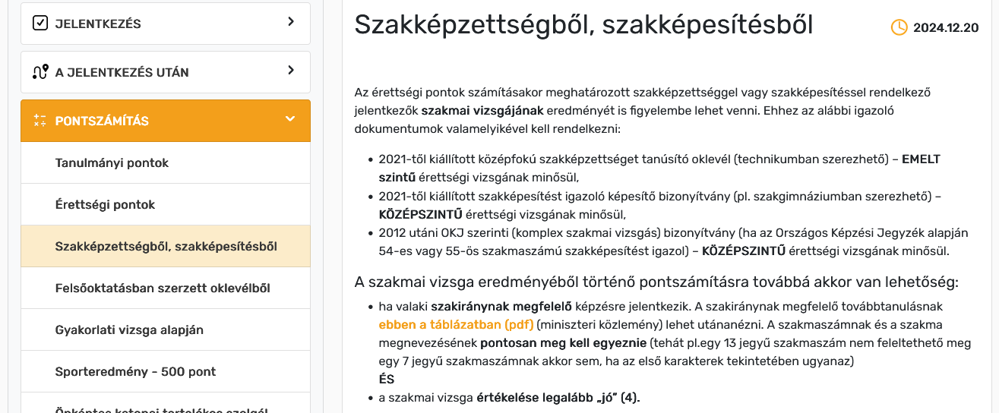 JELENTKEZÉS
A JELENTKEZÉS UTÁN
PONTSZÁMÍTÁS
Tanulmányi pontok
Érettségi pontok
Szakképzettségből, szakképesítésből
Felsőoktatásban szerzett oklevélből
Gyakorlati vizsga alapján
Sporteredmény - 500 pont
Szakképzettségből, szakképesítésből
2024.12.20
Az érettségi pontok számításakor meghatározott szakképzettséggel vagy szakképesítéssel rendelkező
jelentkezők szakmai vizsgájának eredményét is figyelembe lehet venni. Ehhez az alábbi igazoló
dokumentumok valamelyikével kell rendelkezni:
• 2021-től kiállított középfokú szakképzettséget tanúsító oklevél (technikumban szerezhető) – EMELT
szintű érettségi vizsgának minősül,
• 2021-től kiállított szakképesítést igazoló képesítő bizonyítvány (pl. szakgimnáziumban szerezhető) –
KÖZÉPSZINTŰ érettségi vizsgának minősül,
• 2012 utáni OKJ szerinti (komplex szakmai vizsgás) bizonyítvány (ha az Országos Képzési Jegyzék alapján
54-es vagy 55-ös szakmaszámú szakképesítést igazol) – KÖZÉPSZINTŰ érettségi vizsgának minősül.
A szakmai vizsga eredményéből történő pontszámításra továbbá akkor van lehetőség:
• ha valaki szakiránynak megfelelő képzésre jelentkezik. A szakiránynak megfelelő továbbtanulásnak
ebben a táblázatban (pdf) (miniszteri közlemény) lehet utánanézni. A szakmaszámnak és a szakma
megnevezésének pontosan meg kell egyeznie (tehát pl.egy 13 jegyű szakmaszám nem feleltethető meg
egy 7 jegyű szakmaszámnak akkor sem, ha az első karakterek tekintetében ugyanaz)
ÉS
• a szakmai vizsga értékelése legalább „jó” (4).